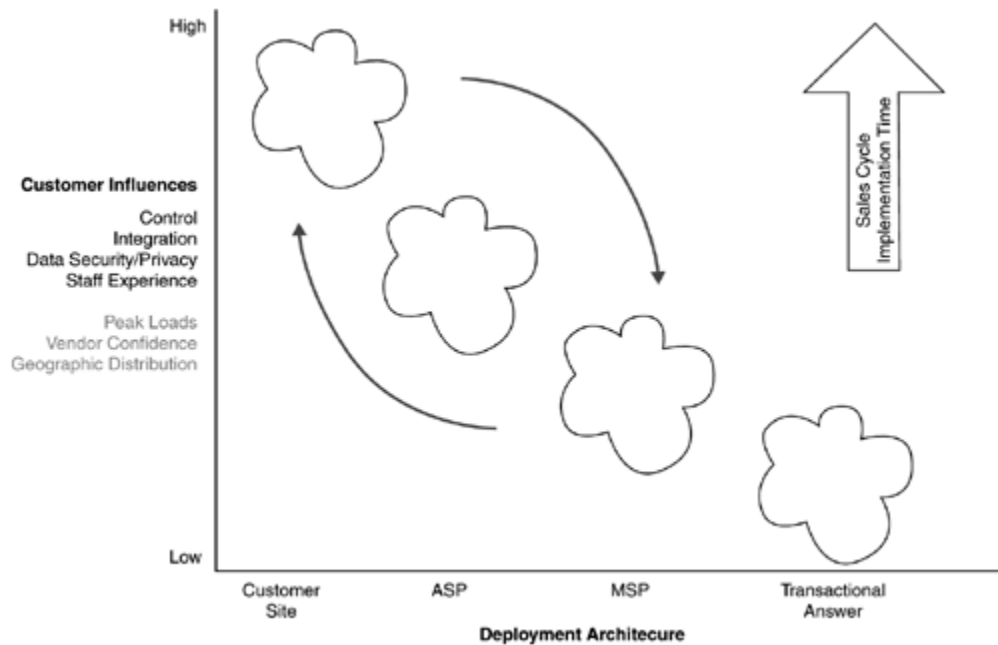 High
Customer Influences
Control
Integration
Data Security/Privacy
Staff Experience
Peak Loads
Vendor Confidence
Geographic Distribution
Low
Sales Cycle
Implementation Time
Customer
Site
ASP
MSP
Transactional
Answer
Deployment Architecure